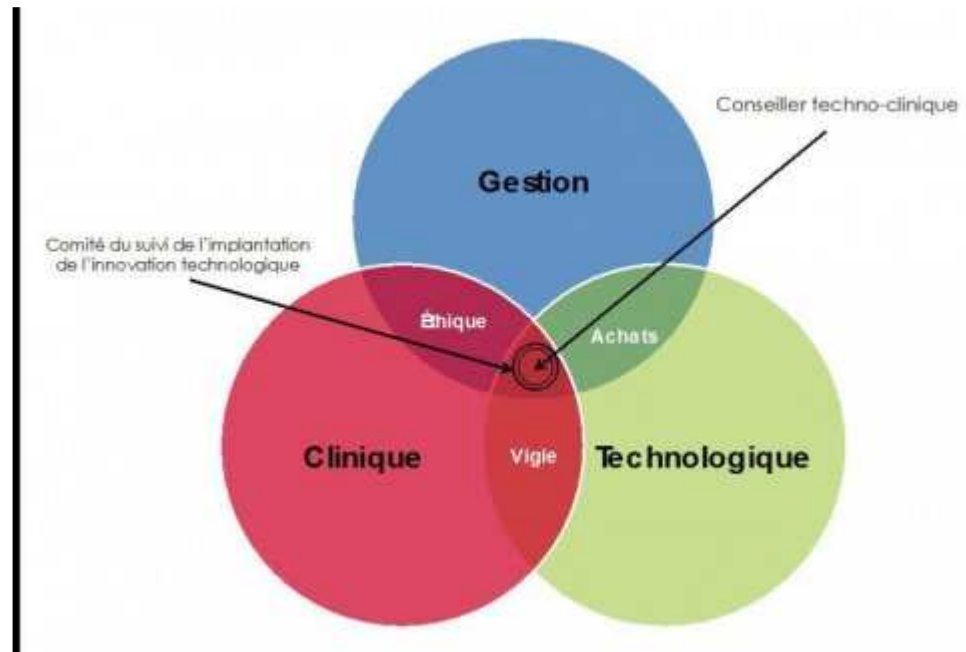 Conseiller techno-clinique
Gestion
Comité du suivi de l'implantation
de l'innovation technologique
Éthique
Achats
Clinique
Vigie
Technologique